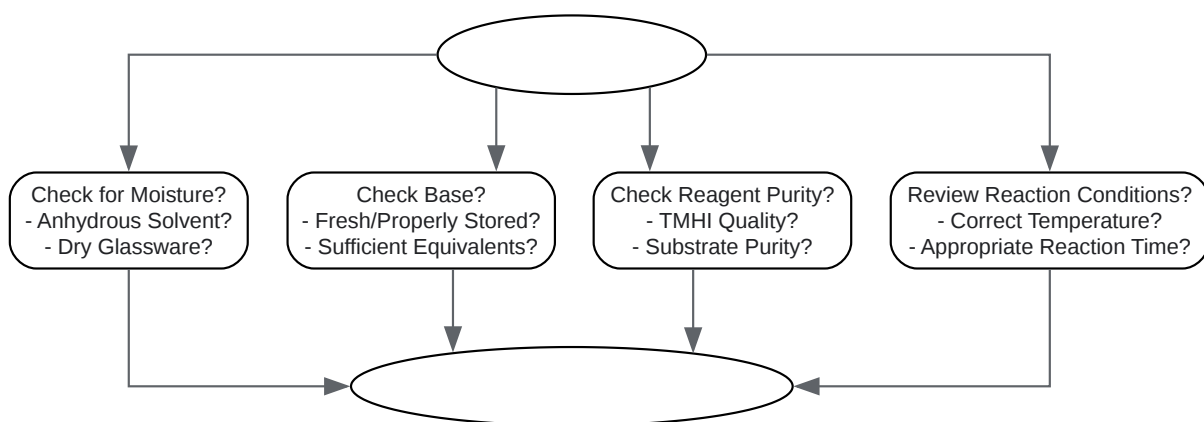 Check for Moisture?
- Anhydrous Solvent?
- Dry Glassware?
Check Base?
- Fresh/Properly Stored?
- Sufficient Equivalents?
Check Reagent Purity?
- TMHI Quality?
- Substrate Purity?
Review Reaction Conditions?
- Correct Temperature?
- Appropriate Reaction Time?